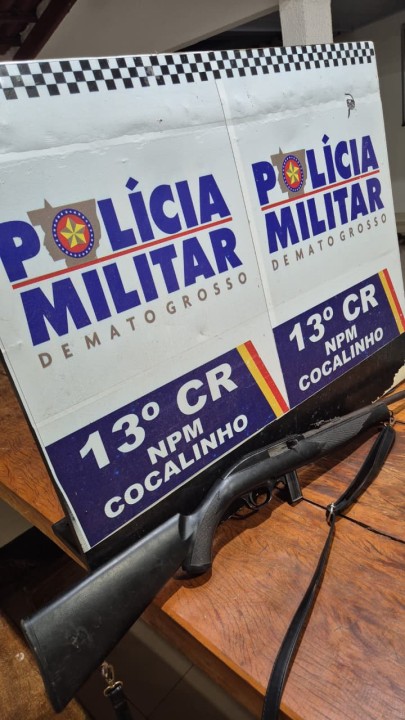 POLÍCIA
MILITAR
DE MATO GROSSO
13º CR
NPM
COCALINHO
POLÍCIA
MILITAR
DE MATO GROSSO
13º CR
NPM
COCALINHO